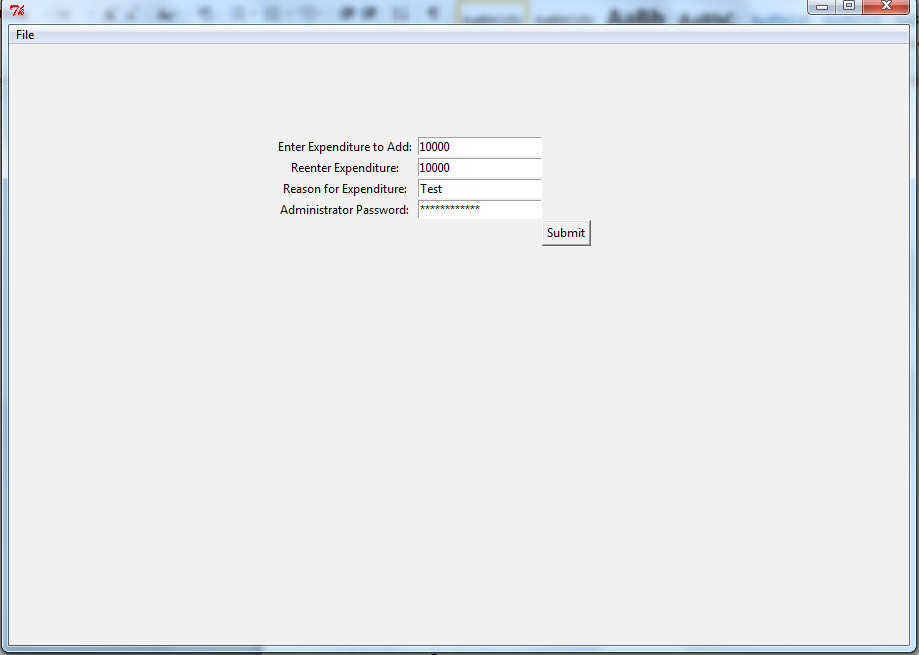 File
Enter Expenditure to Add: 10000
Reenter Expenditure: 10000
Reason for Expenditure: Test
Administrator Password: ************
Submit